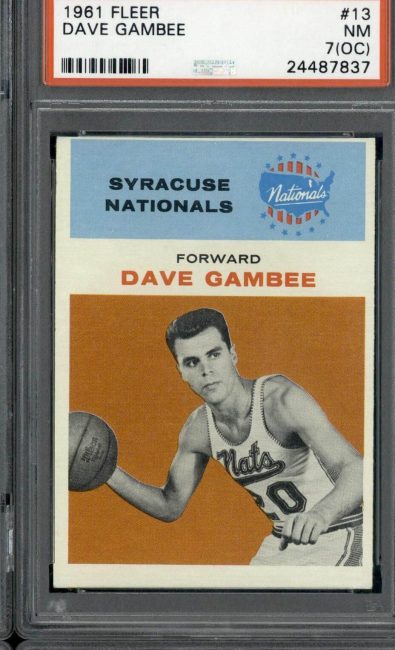 1961 FLEER #13
DAVE GAMBEE NM
7(OC)
24487837
SYRACUSE
NATIONALS
Nationals
FORWARD
DAVE GAMBEE
Nats
20